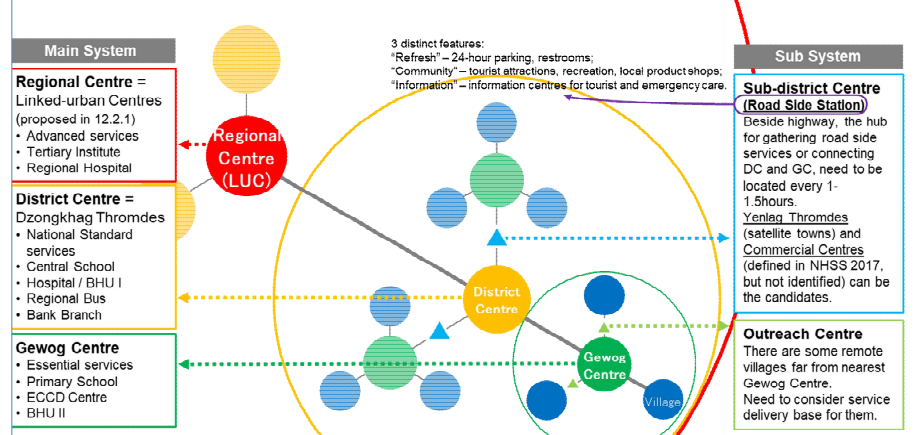 Main System
Regional Centre =
Linked-urban Centres
(proposed in 12.2.1)
• Advanced services
• Tertiary Institute
• Regional Hospital
District Centre =
Dzongkhag Thromdes
• National Standard
services
• Central School
• Hospital / BHU I
• Regional Bus
• Bank Branch
Gewog Centre
• Essential services
• Primary School
• ECCD Centre
• BHU II
3 distinct features:
“Refresh” – 24-hour parking, restrooms;
“Community” – tourist attractions, recreation, local product shops;
“Information” – information centres for tourist and emergency care.
Regional
Centre
(LUC)
District
Centre
Gewog
Centre
Village
Sub System
Sub-district Centre
(Road Side Station)
Beside highway, the hub
for gathering road side
services or connecting
DC and GC, need to be
located every 1-
1.5hours.
Yenlag Thromdes
(satellite towns) and
Commercial Centres
(defined in NHSS 2017,
but not identified) can be
the candidates.
Outreach Centre
There are some remote
villages far from nearest
Gewog Centre.
Need to consider service
delivery base for them.